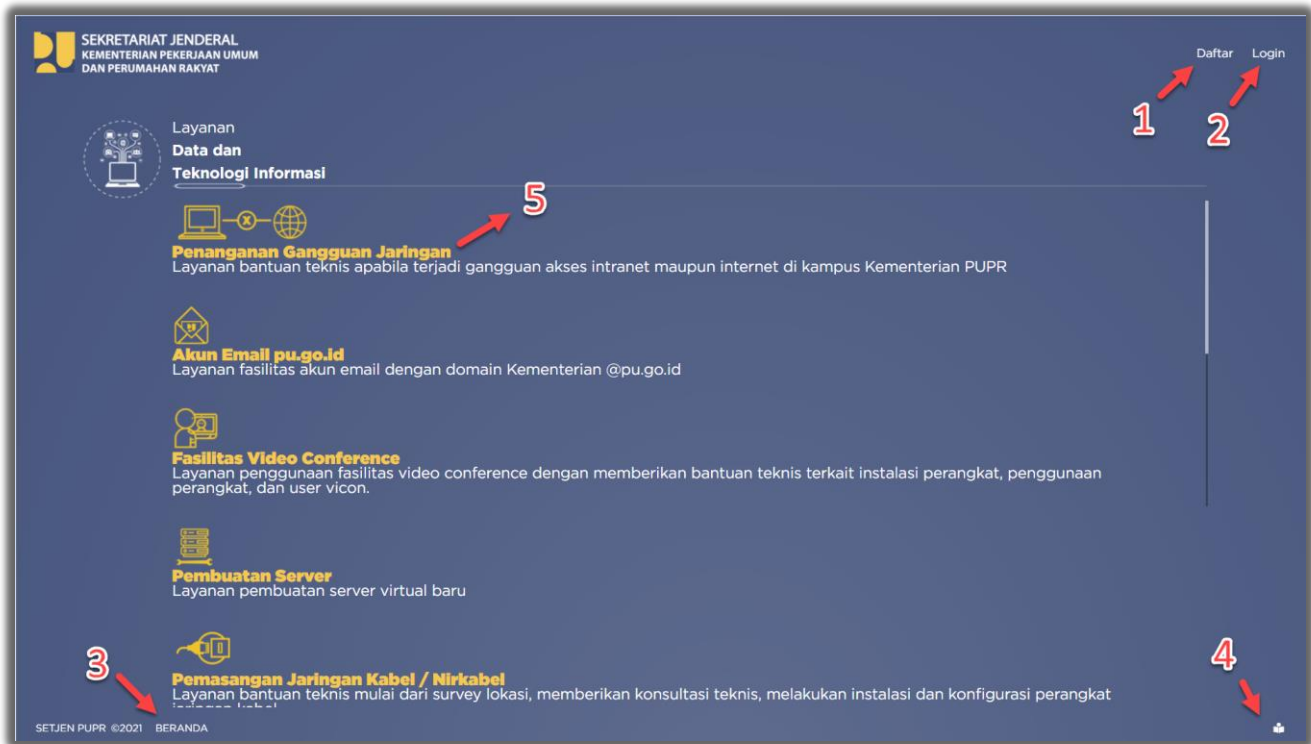 SEKRETARIAT JENDERAL
KEMENTERIAN PEKERJAAN UMUM
DAN PERUMAHAN RAKYAT
Daftar Login
1
2
Layanan
Data dan
Teknologi Informasi
5
Penanganan Gangguan Jaringan
Layanan bantuan teknis apabila terjadi gangguan akses intranet maupun internet di kampus Kementerian PUPR
Akun Email pu.go.id
Layanan fasilitas akun email dengan domain Kementerian @pu.go.id
Fasilitas Video Conference
Layanan penggunaan fasilitas video conference dengan memberikan bantuan teknis terkait instalasi perangkat, penggunaan
perangkat, dan user vicon.
Pembuatan Server
Layanan pembuatan server virtual baru
3
4
Pemasangan Jaringan Kabel / Nirkabel
Layanan bantuan teknis mulai dari survey lokasi, memberikan konsultasi teknis, melakukan instalasi dan konfigurasi perangkat
jaringan kabel
SETJEN PUPR ©2021 BERANDA